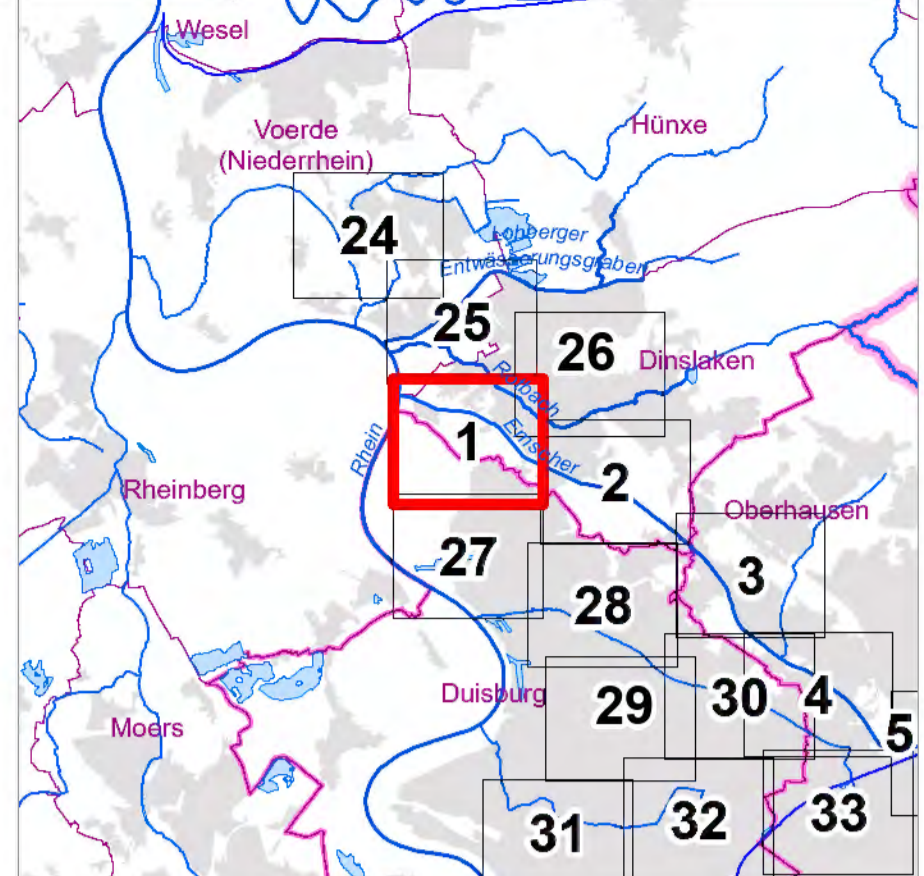 Wesel
Voerde
(Niederrhein)
Hünxe
24
Lohberger
Entwässerungsgraben
25
26
Dinslaken
Rotbach
1
Emscher
Rhein
2
Rheinberg
Oberhausen
27
3
28
Duisburg
29
30
4
Moers
5
31
32
33